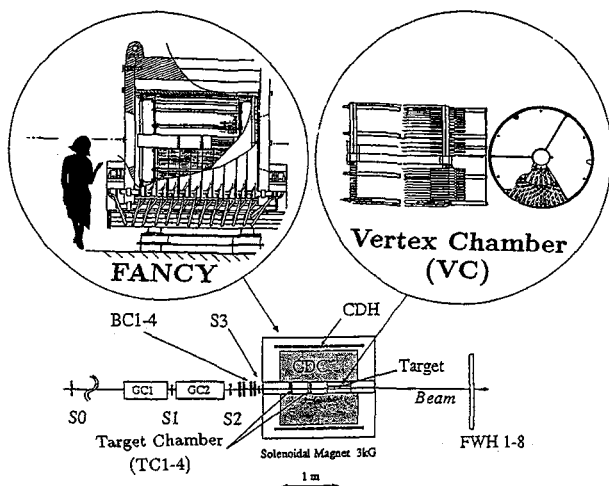 FANCY
Vertex Chamber
(VC)
BC1-4
S3
CDH
CDC
Target
GC1
GC2
S0
S1
S2
Beam
Target Chamber
(TC1-4)
Solenoidal Magnet 3kG
FWH 1-8
1 m